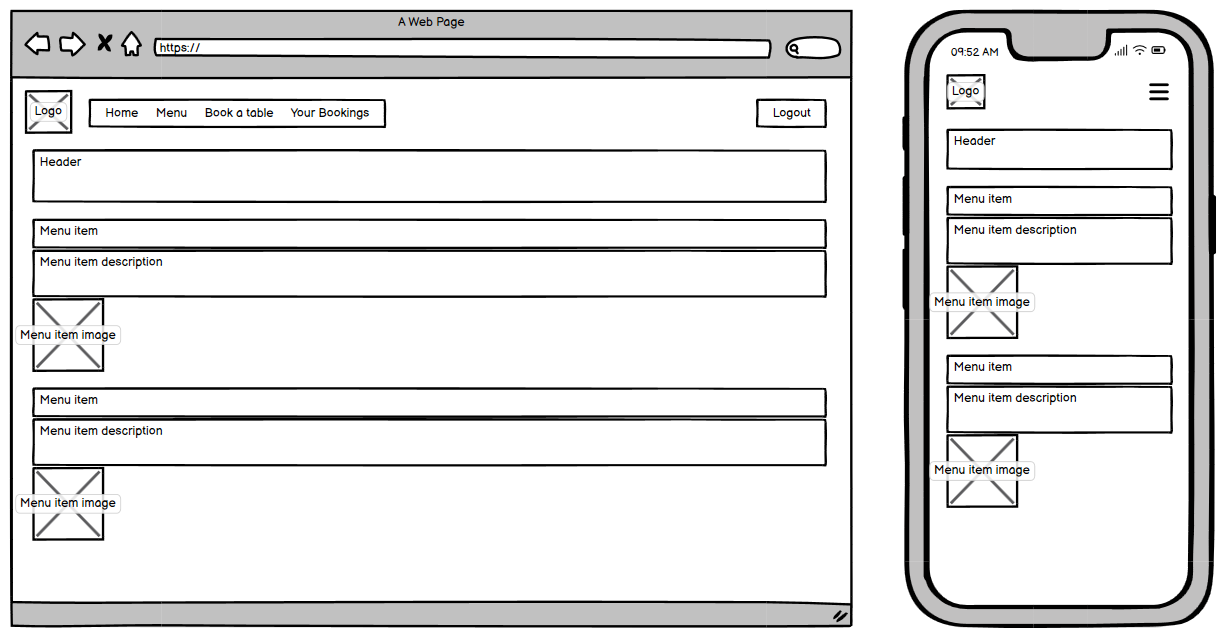 A Web Page
https://
Logo
Home Menu Book a table Your Bookings
Logout
Header
Menu item
Menu item description
Menu item image
Menu item
Menu item description
Menu item image
09:52 AM
Logo
Header
Menu item
Menu item description
Menu item image
Menu item
Menu item description
Menu item image